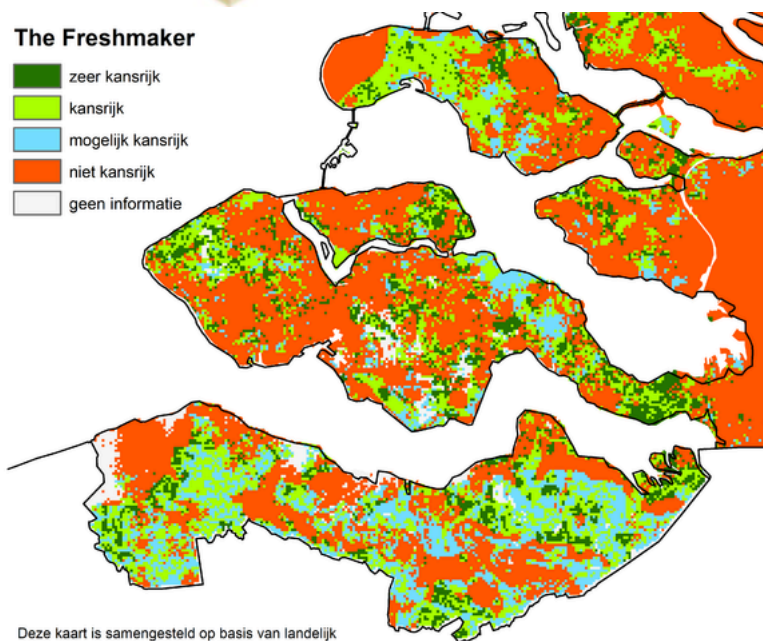 The Freshmaker
zeer kansrijk
kansrijk
mogelijk kansrijk
niet kansrijk
geen informatie
Deze kaart is samengesteld op basis van landelijk